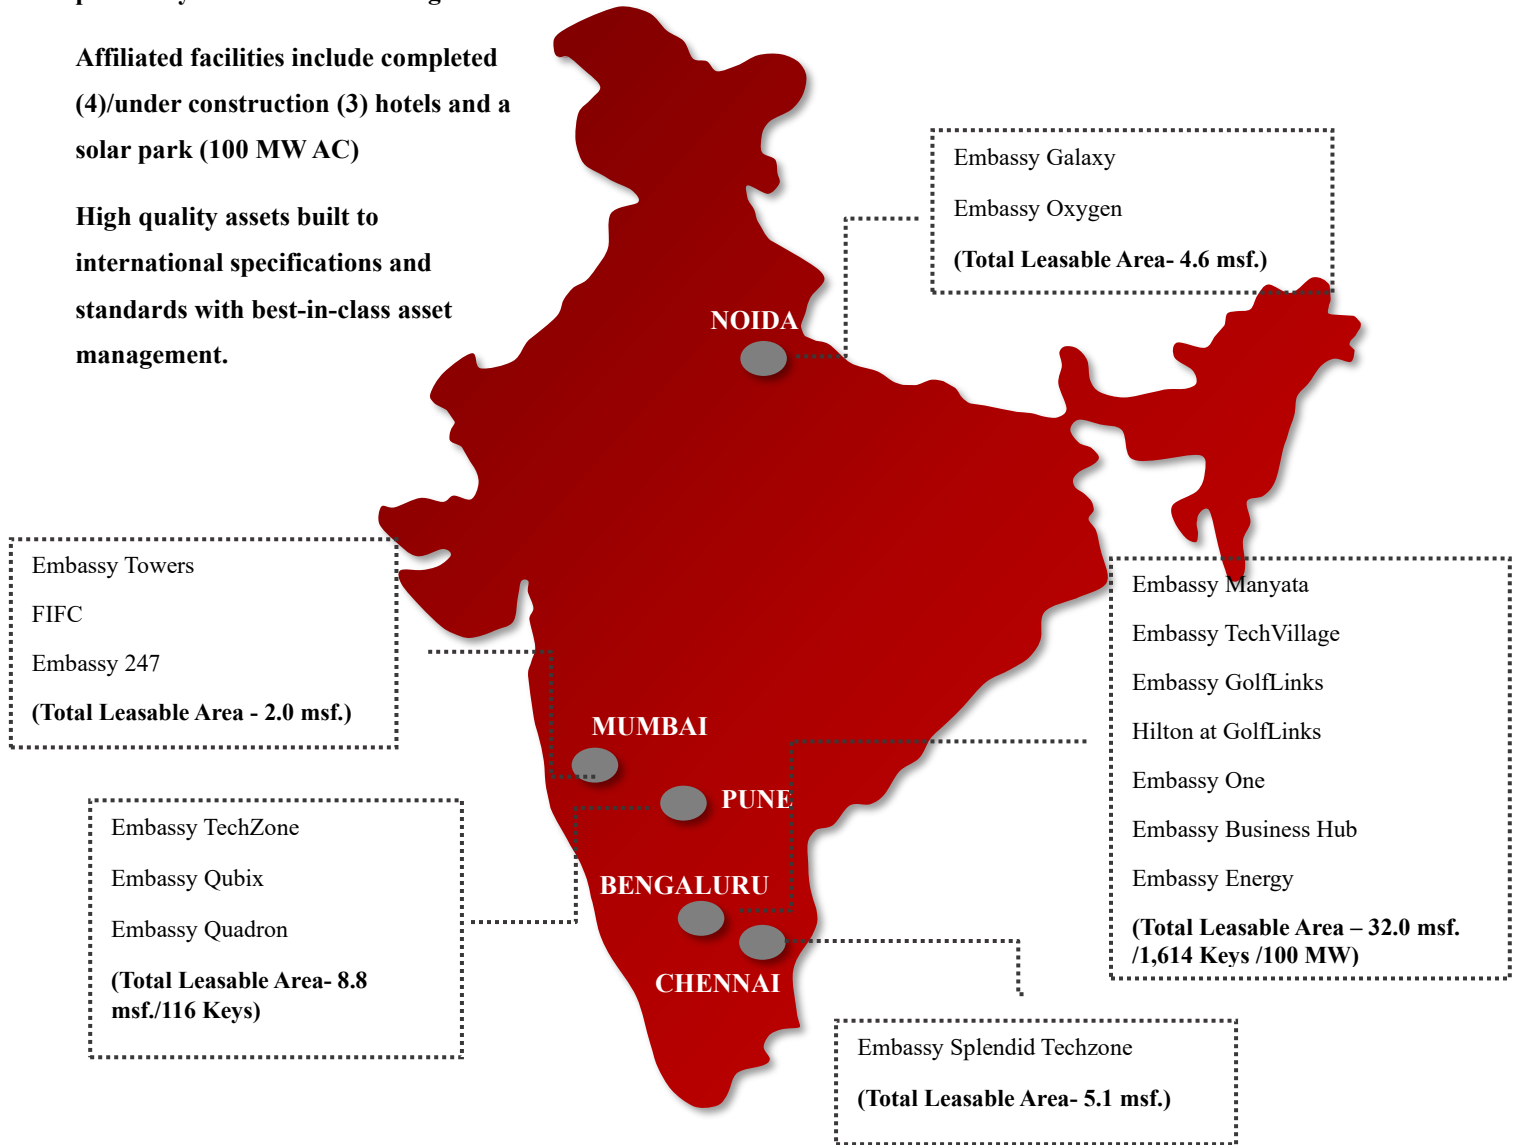 Affiliated facilities include completed
(4)/under construction (3) hotels and a
solar park (100 MW AC)
High quality assets built to
international specifications and
standards with best-in-class asset
management.
Embassy Galaxy
Embassy Oxygen
(Total Leasable Area- 4.6 msf.)
NOIDA
Embassy Towers
FIFC
Embassy 247
(Total Leasable Area - 2.0 msf.)
MUMBAI
PUNE
Embassy TechZone
Embassy Qubix
Embassy Quadron
(Total Leasable Area- 8.8
msf./116 Keys)
BENGALURU
CHENNAI
Embassy Manyata
Embassy TechVillage
Embassy GolfLinks
Hilton at GolfLinks
Embassy One
Embassy Business Hub
Embassy Energy
(Total Leasable Area – 32.0 msf.
/1,614 Keys /100 MW)
Embassy Splendid Techzone
(Total Leasable Area- 5.1 msf.)